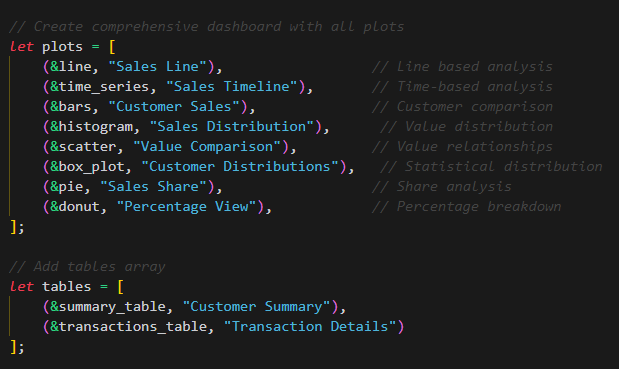 // Create comprehensive dashboard with all plots
let plots = [
    (&line, "Sales Line"),                  // Line based analysis
    (&time_series, "Sales Timeline"),       // Time-based analysis
    (&bars, "Customer Sales"),              // Customer comparison
    (&histogram, "Sales Distribution"),      // Value distribution
    (&scatter, "Value Comparison"),         // Value relationships
    (&box_plot, "Customer Distributions"),   // Statistical distribution
    (&pie, "Sales Share"),                  // Share analysis
    (&donut, "Percentage View"),            // Percentage breakdown
];

// Add tables array
let tables = [
    (&summary_table, "Customer Summary"),
    (&transactions_table, "Transaction Details")
];